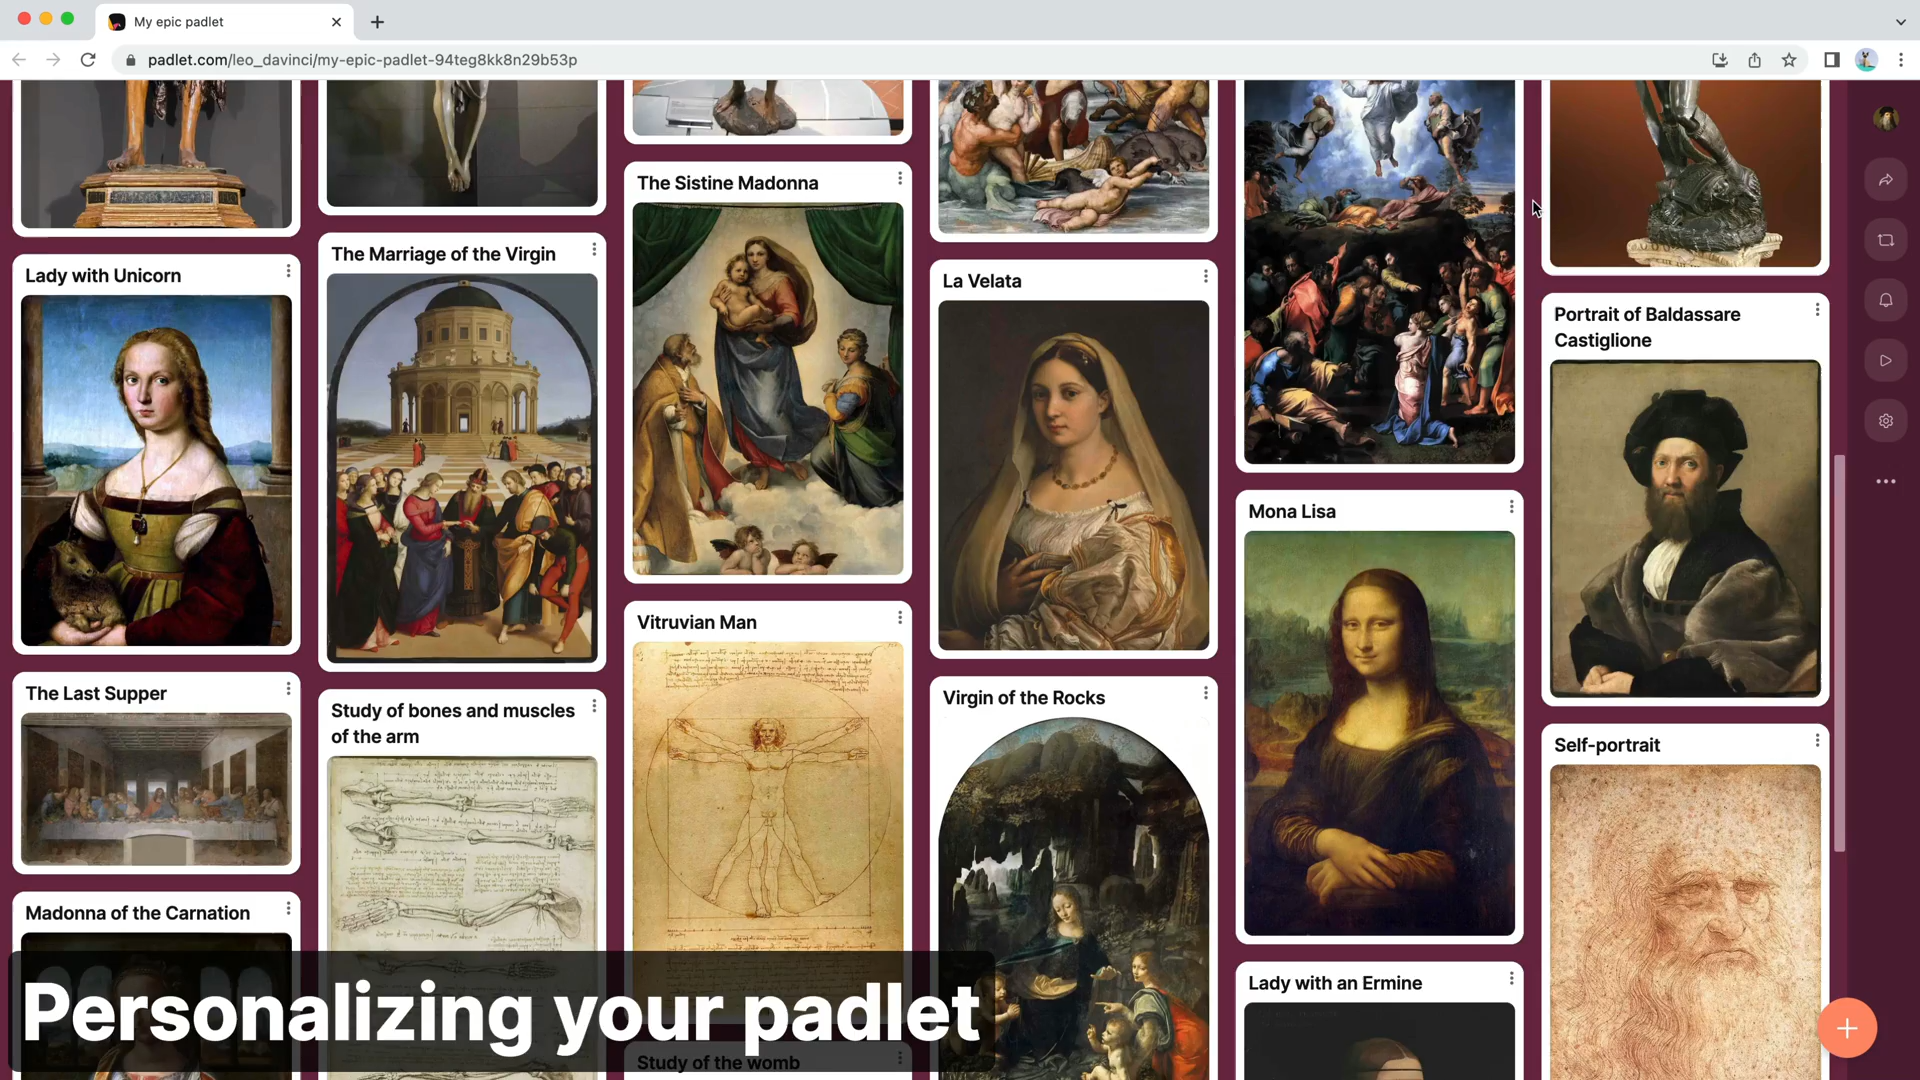 My epic padlet
padlet.com/leo_davinci/my-epic-padlet-94teg8kk8n29b53p
Lady with Unicorn
The Last Supper
Madonna of the Carnation
The Marriage of the Virgin
Study of bones and muscles
of the arm
The Sistine Madonna
Vitruvian Man
Study of the womb
La Velata
Virgin of the Rocks
Mona Lisa
Lady with an Ermine
Portrait of Baldassare
Castiglione
Self-portrait
Personalizing your padlet